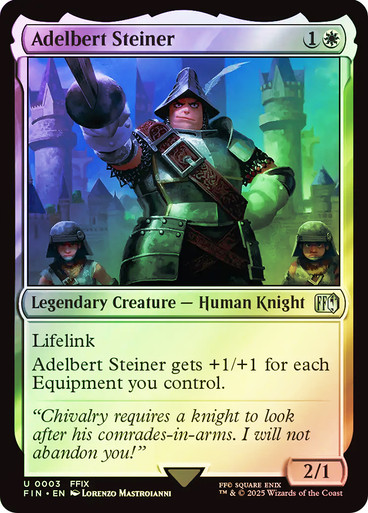 Adelbert Steiner 1
Legendary Creature — Human Knight
Lifelink
Adelbert Steiner gets +1/+1 for each
Equipment you control.
“Chivalry requires a knight to look
after his comrades-in-arms. I will not
abandon you!”
2/1
U 0003 FFIX
FIN • EN Lorenzo Mastroianni
FF© SQUARE ENIX
™ & © 2025 Wizards of the Coast